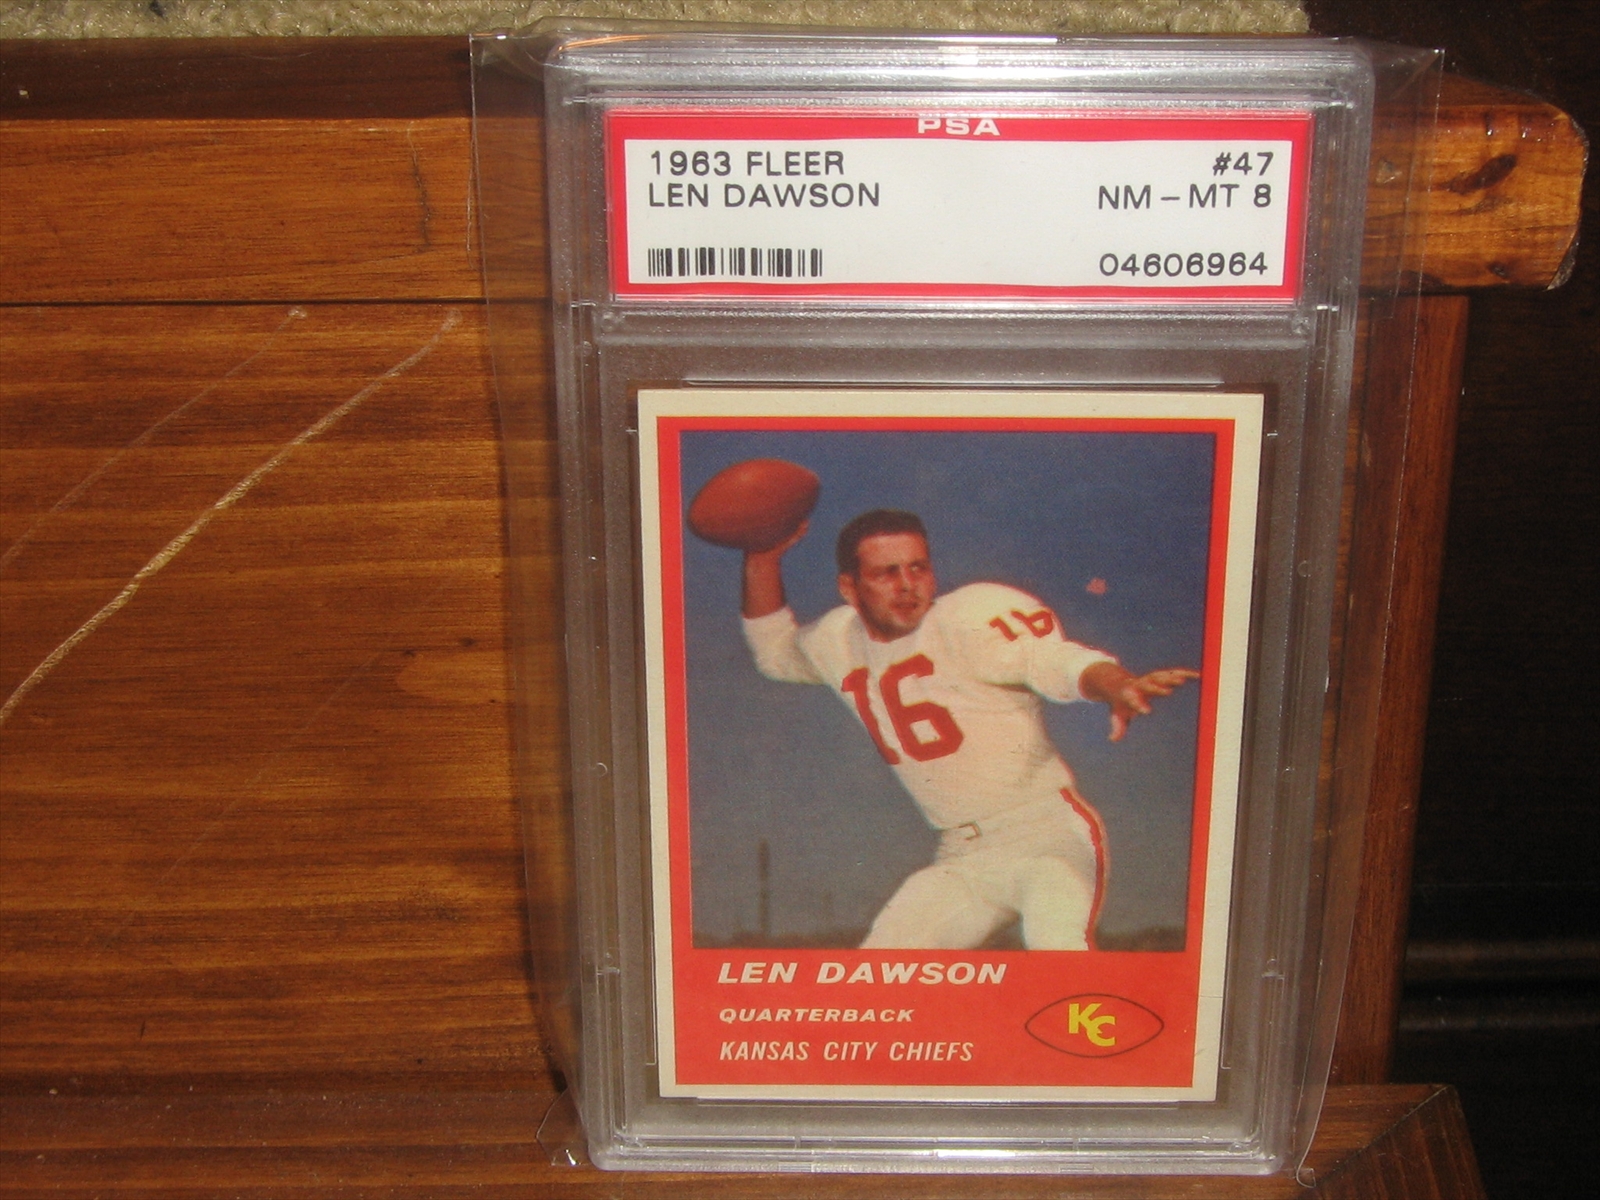 PSA
1963 FLEER #47
LEN DAWSON NM - MT 8
04606964
16
16
LEN DAWSON
QUARTERBACK
KC
KANSAS CITY CHIEFS